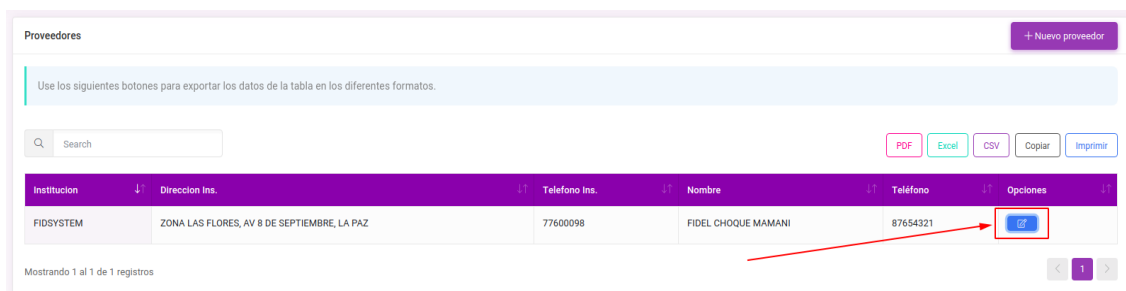 Proveedores
+ Nuevo proveedor
Use los siguientes botones para exportar los datos de la tabla en los diferentes formatos.
Search
PDF Excel CSV Copiar Imprimir
Institucion Direccion Ins. Telefono Ins. Nombre Teléfono Opciones
FIDSYSTEM ZONA LAS FLORES, AV 8 DE SEPTIEMBRE, LA PAZ 77600098 FIDEL CHOQUE MAMANI 87654321
Mostrando 1 al 1 de 1 registros
< 1 >